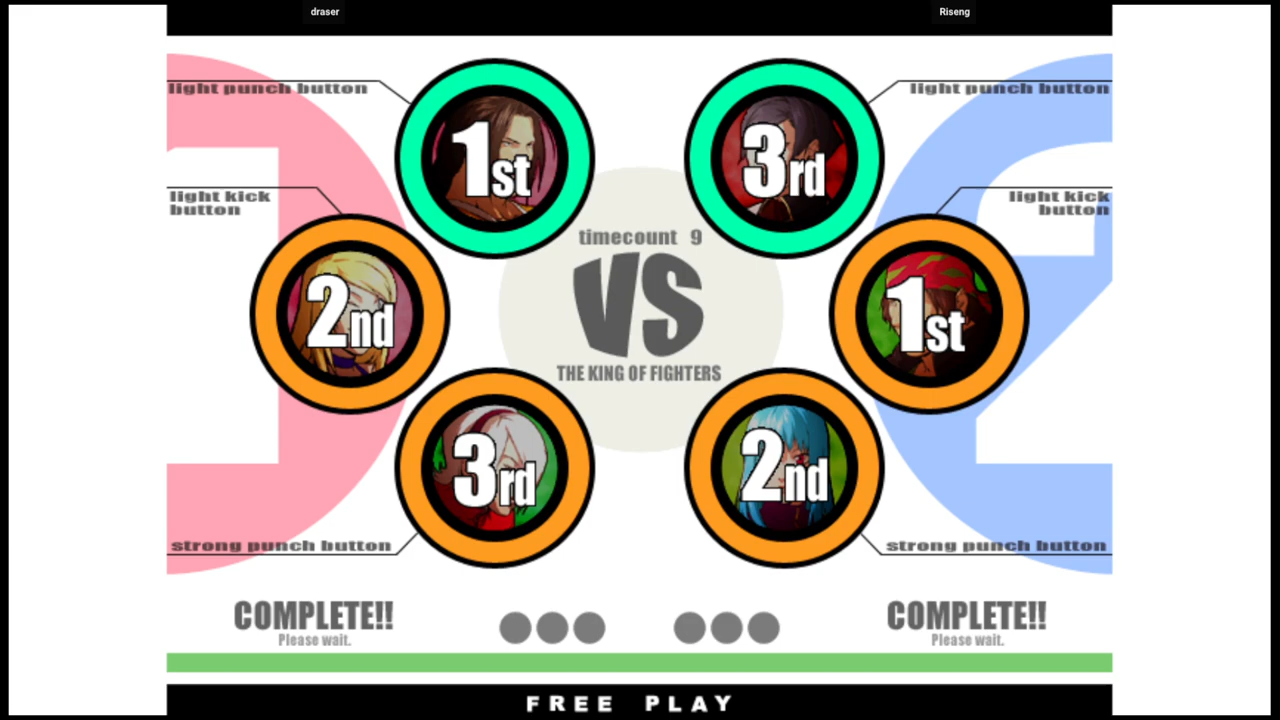 draser
Riseng
light punch button
light punch button
1st
3rd
light kick
button
light kick
button
timecount 9
VS
THE KING OF FIGHTERS
2nd
1st
3rd
2nd
strong punch button
strong punch button
COMPLETE!!
Please wait.
COMPLETE!!
Please wait.
FREE PLAY